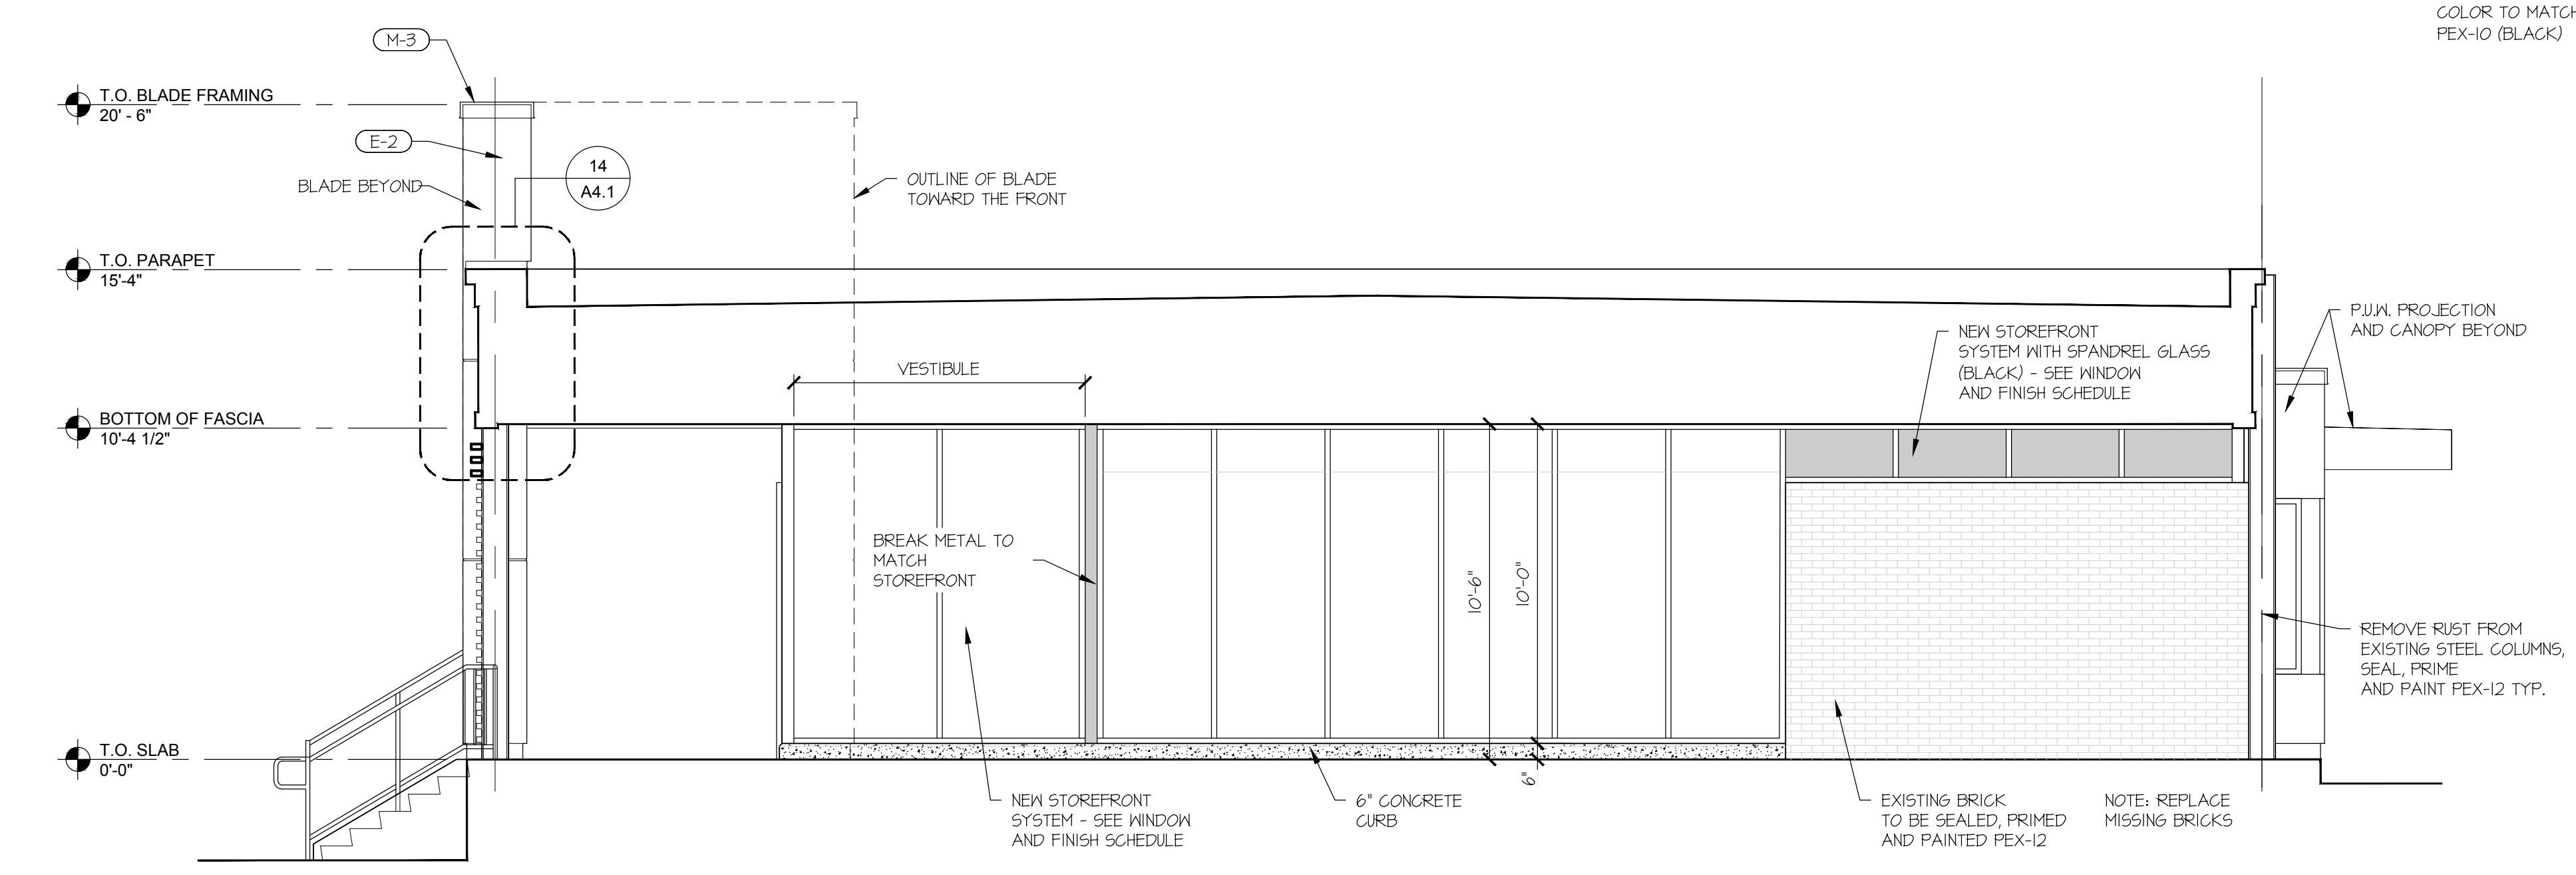 COLOR TO MATCH
PEX-10 (BLACK)
M-3
T.O. BLADE FRAMING
20' - 6"
E-2
14
A4.1
BLADE BEYOND
OUTLINE OF BLADE
TOWARD THE FRONT
T.O. PARAPET
15'-4"
P.U.W. PROJECTION
AND CANOPY BEYOND
NEW STOREFRONT
SYSTEM WITH SPANDREL GLASS
(BLACK) - SEE WINDOW
AND FINISH SCHEDULE
VESTIBULE
BOTTOM OF FASCIA
10'-4 1/2"
BREAK METAL TO
MATCH
STOREFRONT
10'-6"
10'-0"
REMOVE RUST FROM
EXISTING STEEL COLUMNS,
SEAL, PRIME
AND PAINT PEX-12 TYP.
T.O. SLAB
0'-0"
6"
NEW STOREFRONT
SYSTEM - SEE WINDOW
AND FINISH SCHEDULE
6" CONCRETE
CURB
EXISTING BRICK
TO BE SEALED, PRIMED
AND PAINTED PEX-12
NOTE: REPLACE
MISSING BRICKS